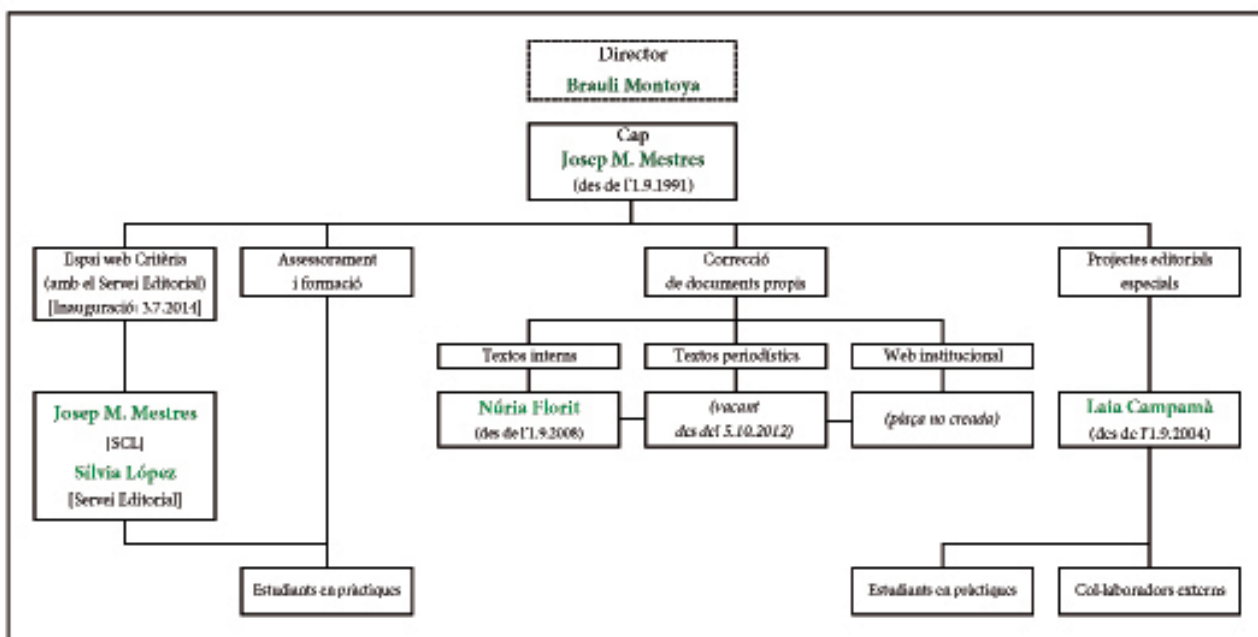 Director
Brauli Montoya
Cap
Josep M. Mestres
(des de l'1.9.1991)
Espai web Critèria
(amb el Servei Editorial)
[Inauguració: 3.7.2014]
Assessorament
i formació
Correcció
de documents propis
Projectes editorials
especials
Textos interns
Textos periodístics
Web institucional
Josep M. Mestres
[SCL]
Sílvia López
[Servei Editorial]
Núria Florit
(des de l'1.9.2008)
(vacant
des del 5.10.2012)
(plaça no creada)
Laia Campamà
(des de l'1.9.2004)
Estudiants en pràctiques
Estudiants en pràctiques
Col·laboradors externs